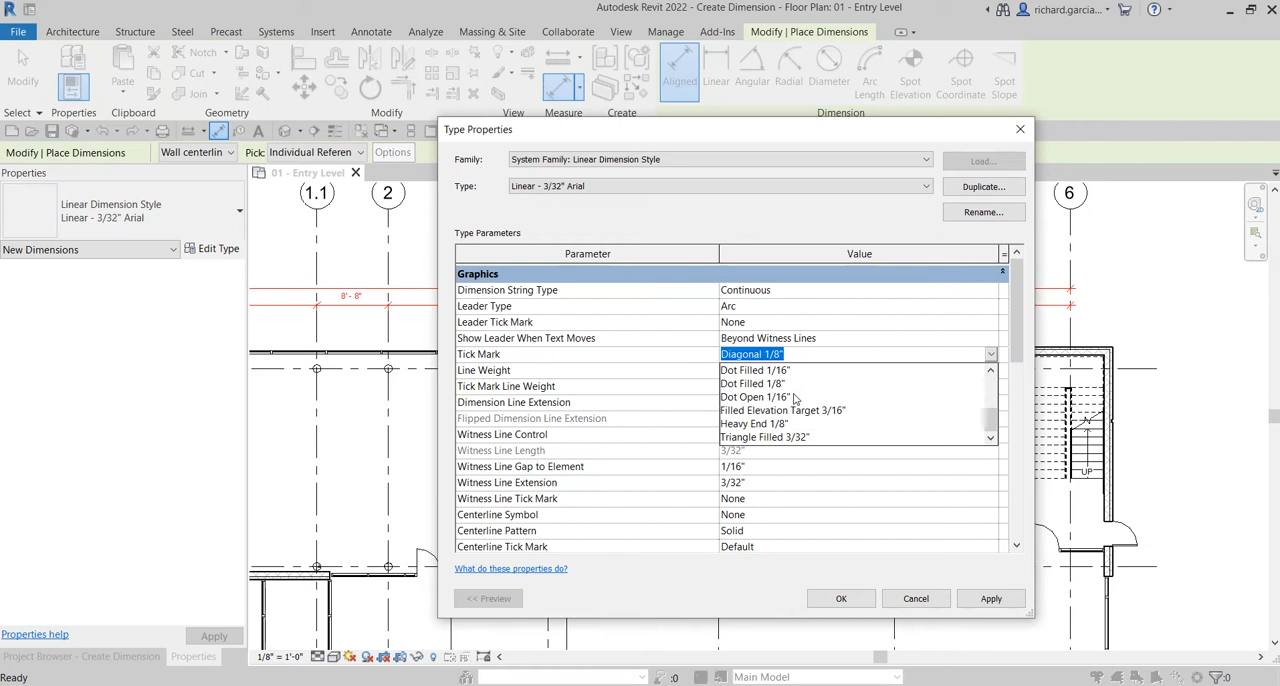 Autodesk Revit 2022 - Create Dimension - Floor Plan: 01 - Entry Level
richard.garcia...
File Architecture Structure Steel Precast Systems Insert Annotate Analyze Massing & Site Collaborate View Manage Add-Ins Modify | Place Dimensions
Modify Paste Notch Cut Join Aligned Linear Angular Radial Diameter Arc Length Spot Elevation Spot Coordinate Spot Slope
Select Properties Clipboard Geometry Modify View Measure Create Dimension
Modify | Place Dimensions Wall centerlin Pick: Individual Referen Options
Properties
01 - Entry Level
Linear Dimension Style
Linear - 3/32" Arial
New Dimensions Edit Type
1.1 2 6
8' - 8"
UP
Type Properties
Family: System Family: Linear Dimension Style Load...
Type: Linear - 3/32" Arial Duplicate...
Rename...
Type Parameters
Parameter Value =
Graphics
Dimension String Type Continuous
Leader Type Arc
Leader Tick Mark None
Show Leader When Text Moves Beyond Witness Lines
Tick Mark Diagonal 1/8"
Line Weight Dot Filled 1/16"
Dot Filled 1/8"
Tick Mark Line Weight
Dot Open 1/16"
Dimension Line Extension
Filled Elevation Target 3/16"
Flipped Dimension Line Extension
Heavy End 1/8"
Witness Line Control Triangle Filled 3/32"
Witness Line Length 3/32"
Witness Line Gap to Element 1/16"
Witness Line Extension 3/32"
Witness Line Tick Mark None
Centerline Symbol None
Centerline Pattern Solid
Centerline Tick Mark Default
What do these properties do?
<< Preview OK Cancel Apply
Properties help Apply
Project Browser - Create Dimension Properties 1/8" = 1'-0"
Ready :0 Main Model :0